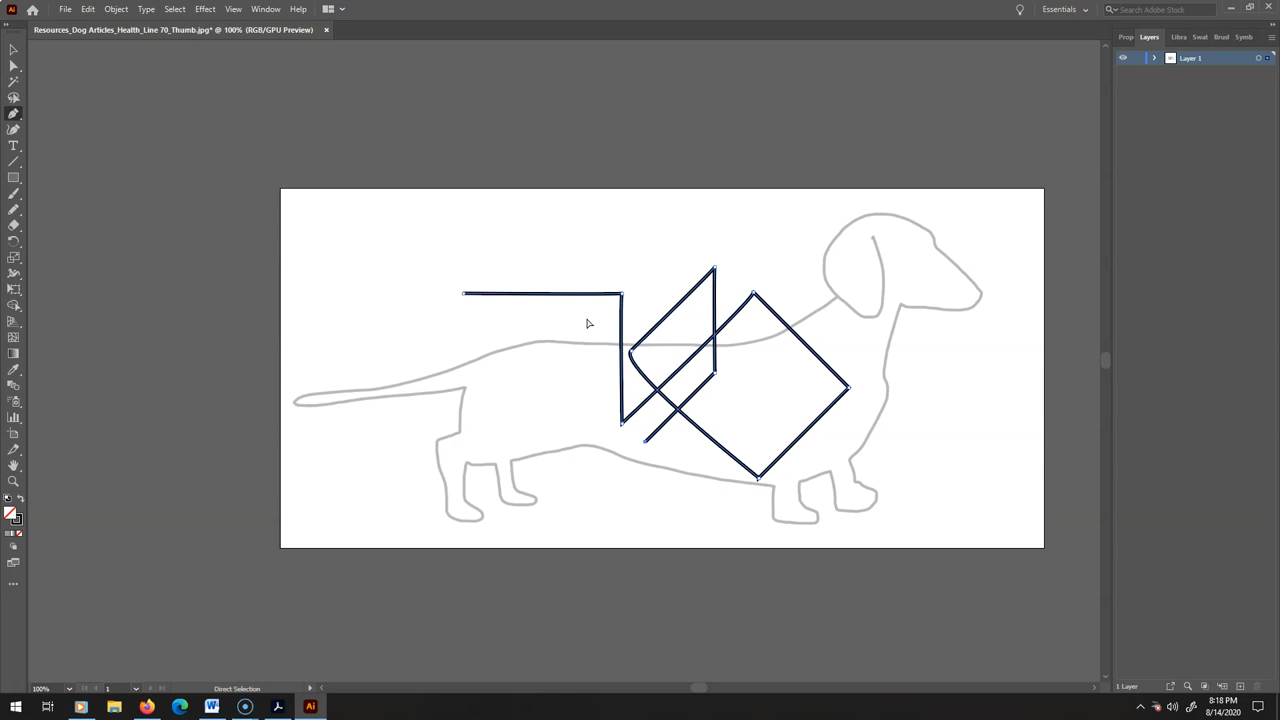 File Edit Object Type Select Effect View Window Help
Essentials
Search Adobe Stock
Resources_Dog Articles_Health_Line 70_Thumb.jpg* @ 100% (RGB/GPU Preview)
Prop Layers Libra Swat Brus Symb
Layer 1
100%
1
Direct Selection
1 Layer
8:18 PM
8/14/2020